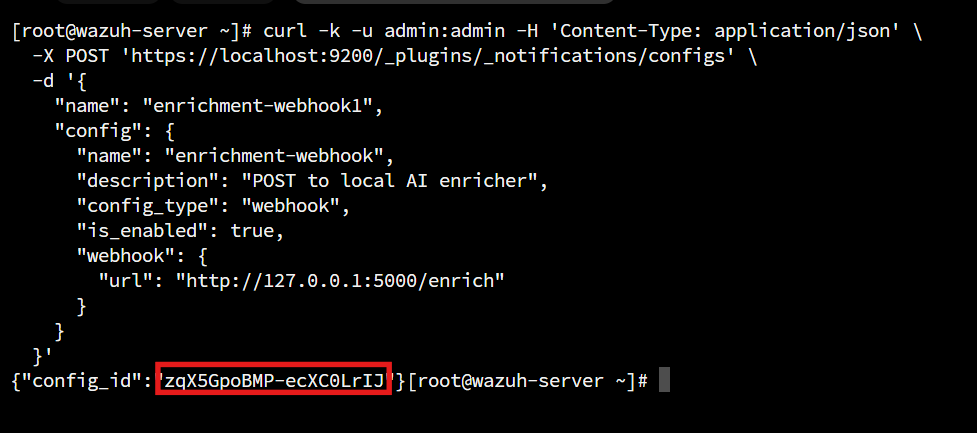 [root@wazuh-server ~]# curl -k -u admin:admin -H 'Content-Type: application/json' \
  -X POST 'https://localhost:9200/_plugins/_notifications/configs' \
  -d '{
    "name": "enrichment-webhook1",
    "config": {
      "name": "enrichment-webhook",
      "description": "POST to local AI enricher",
      "config_type": "webhook",
      "is_enabled": true,
      "webhook": {
        "url": "http://127.0.0.1:5000/enrich"
      }
    }
  }'
{"config_id":"zqX5GpoBMP-ecXC0LrIJ"}[root@wazuh-server ~]#